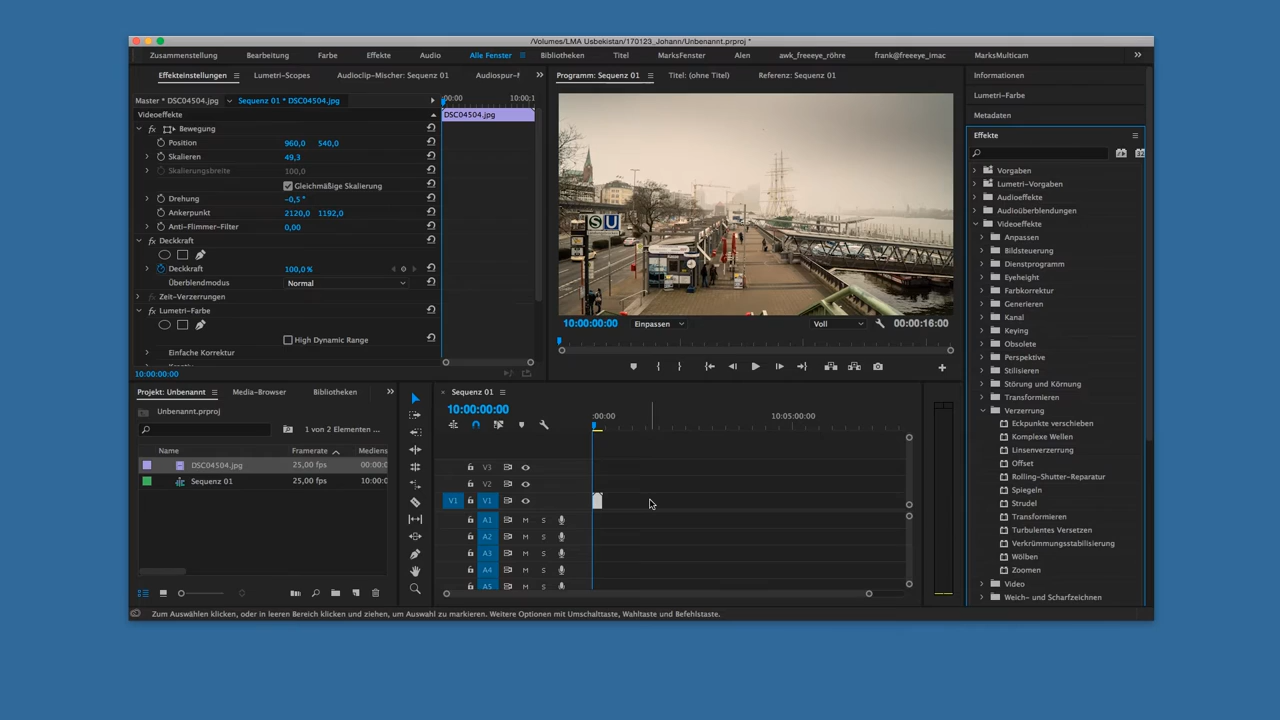 /Volumes/LMA Usbekistan/170123_Johann/Unbenannt.prproj *
Zusammenstellung Bearbeitung Farbe Effekte Audio Alle Fenster Bibliotheken Titel MarksFenster Alen awk_freeeye_röhre frank@freeeye_imac MarksMulticam
Effekteinstellungen Lumetri-Scopes Audioclip-Mischer: Sequenz 01 Audiospur-M
Programm: Sequenz 01 Titel: (ohne Titel) Referenz: Sequenz 01
Informationen
Lumetri-Farbe
Metadaten
Effekte
Master * DSC04504.jpg Sequenz 01 * DSC04504.jpg :00:00 10:00:1
Videoeffekte DSC04504.jpg
fx Bewegung
Position 960,0 540,0
Skalieren 49,3
Skalierungsbreite 100,0
Gleichmäßige Skalierung
Drehung -0,5 °
Ankerpunkt 2120,0 1192,0
Anti-Flimmer-Filter 0,00
fx Deckkraft
Deckkraft 100,0 %
Überblendmodus Normal
fx Zeit-Verzerrungen
fx Lumetri-Farbe
High Dynamic Range
Einfache Korrektur
10:00:00:00
S U
10:00:00:00 Einpassen Voll 00:00:16:00
Vorgaben
Lumetri-Vorgaben
Audioeffekte
Audioüberblendungen
Videoeffekte
Anpassen
Bildsteuerung
Dienstprogramm
Eyeheight
Farbkorrektur
Generieren
Kanal
Keying
Obsolete
Perspektive
Stilisieren
Störung und Körnung
Transformieren
Verzerrung
Eckpunkte verschieben
Komplexe Wellen
Linsenverzerrung
Offset
Rolling-Shutter-Reparatur
Spiegeln
Strudel
Transformieren
Turbulentes Versetzen
Verkrümmungsstabilisierung
Wölben
Zoomen
Video
Weich- und Scharfzeichnen
Projekt: Unbenannt Media-Browser Bibliotheken
Unbenannt.prproj
1 von 2 Elementen
Name Framerate Mediens
DSC04504.jpg 25,00 fps 00:00:0
Sequenz 01 25,00 fps 10:00:0
Sequenz 01
10:00:00:00
:00:00 10:05:00:00
V3
V2
V1 V1
A1 M S
A2 M S
A3 M S
A4 M S
A5 M S
Zum Auswählen klicken, oder in leeren Bereich klicken und ziehen, um Auswahl zu markieren. Weitere Optionen mit Umschalttaste, Wahltaste und Befehlstaste.